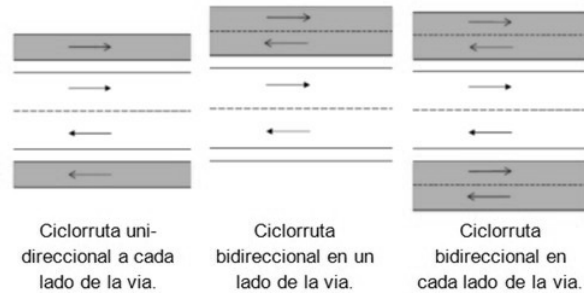 Ciclorruta uni-
direccional a cada
lado de la via.
Ciclorruta
bidireccional en un
lado de la via.
Ciclorruta
bidireccional en
cada lado de la via.